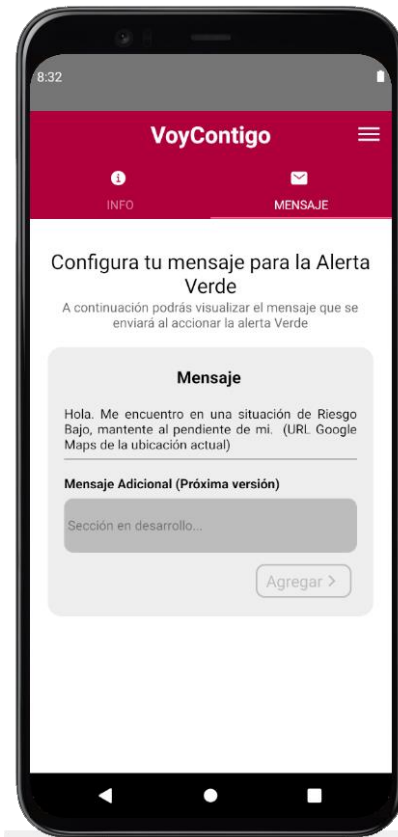 8:32
VoyContigo
INFO
MENSAJE
Configura tu mensaje para la Alerta
Verde
A continuación podrás visualizar el mensaje que se
enviará al accionar la alerta Verde
Mensaje
Hola. Me encuentro en una situación de Riesgo
Bajo, mantente al pendiente de mi. (URL Google
Maps de la ubicación actual)
Mensaje Adicional (Próxima versión)
Sección en desarrollo...
Agregar >